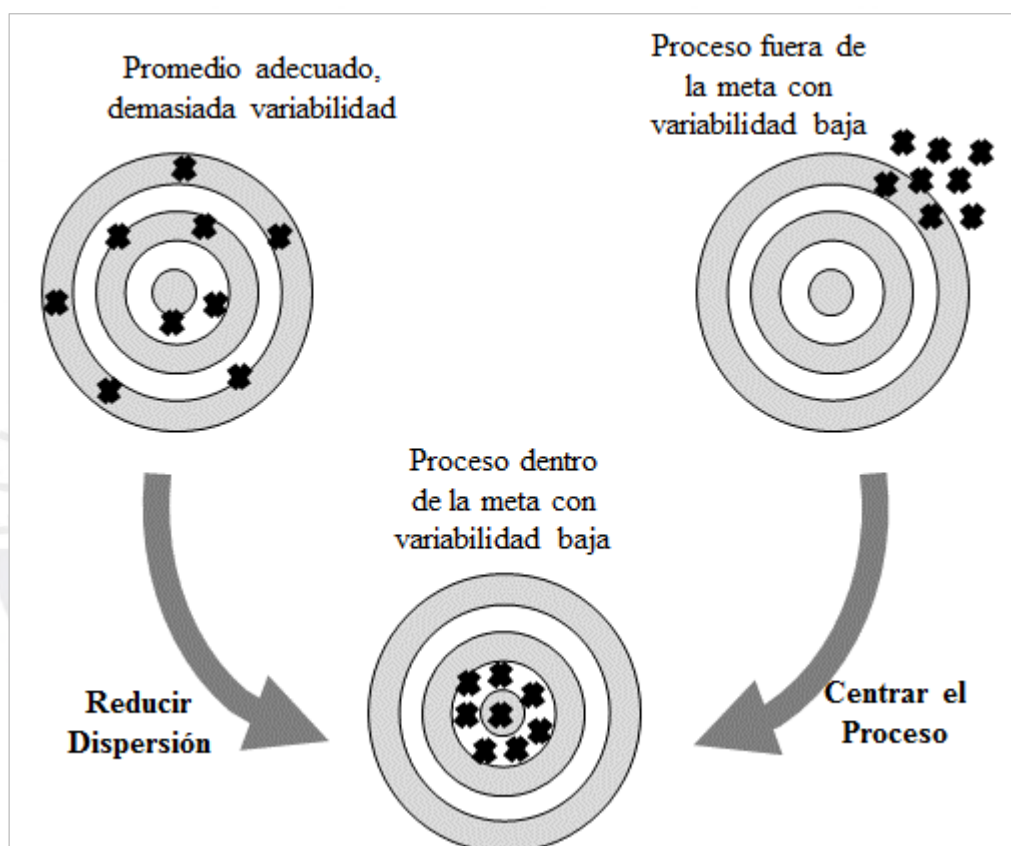 Promedio adecuado,
demasiada variabilidad
Proceso fuera de
la meta con
variabilidad baja
Proceso dentro
de la meta con
variabilidad baja
Reducir
Dispersión
Centrar el
Proceso